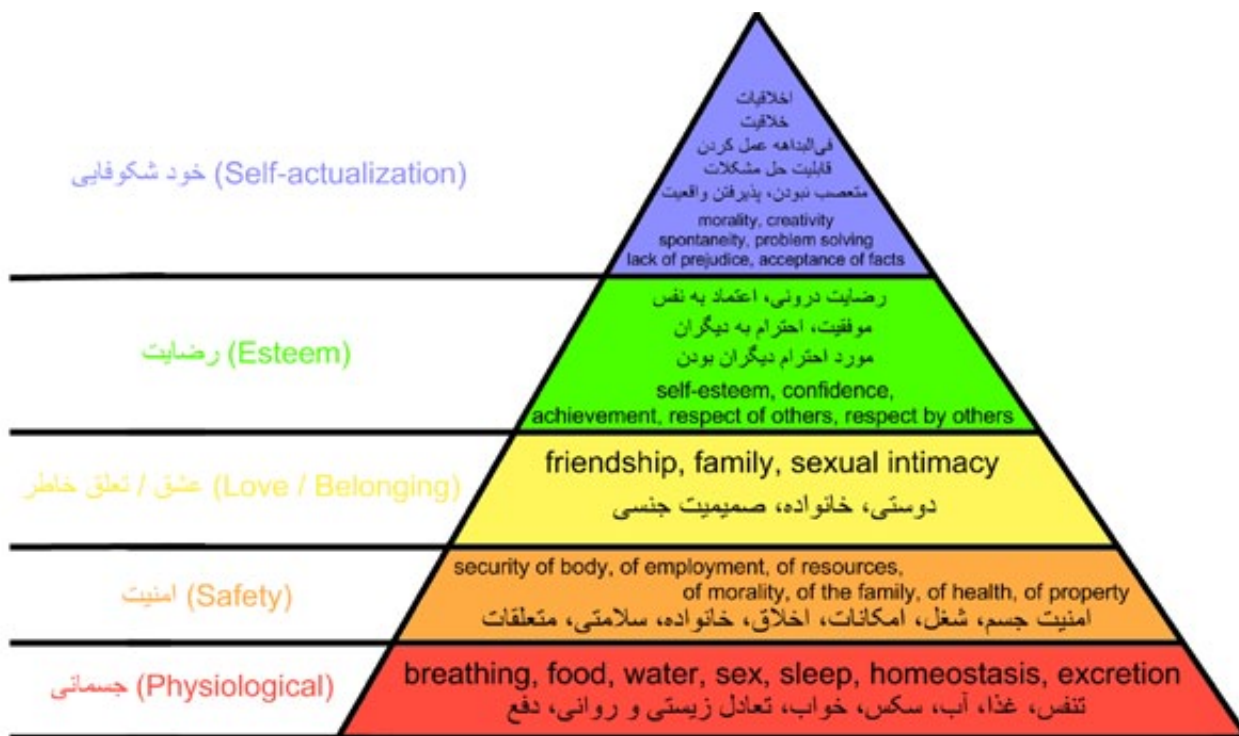 خود شکوفایی (Self-actualization)
اخلاقیات
خلاقیت
فی‌البداهه عمل کردن
قابلیت حل مشکلات
متعصب نبودن، پذیرفتن واقعیت
morality, creativity
spontaneity, problem solving
lack of prejudice, acceptance of facts
رضایت (Esteem)
رضایت درونی، اعتماد به نفس
موفقیت، احترام به دیگران
مورد احترام دیگران بودن
self-esteem, confidence,
achievement, respect of others, respect by others
عشق / تعلق خاطر (Love / Belonging)
friendship, family, sexual intimacy
دوستی، خانواده، صمیمیت جنسی
امنیت (Safety)
security of body, of employment, of resources,
of morality, of the family, of health, of property
امنیت جسم، شغل، امکانات، اخلاق، خانواده، سلامتی، متعلقات
جسمانی (Physiological)
breathing, food, water, sex, sleep, homeostasis, excretion
تنفس، غذا، آب، سکس، خواب، تعادل زیستی و روانی، دفع